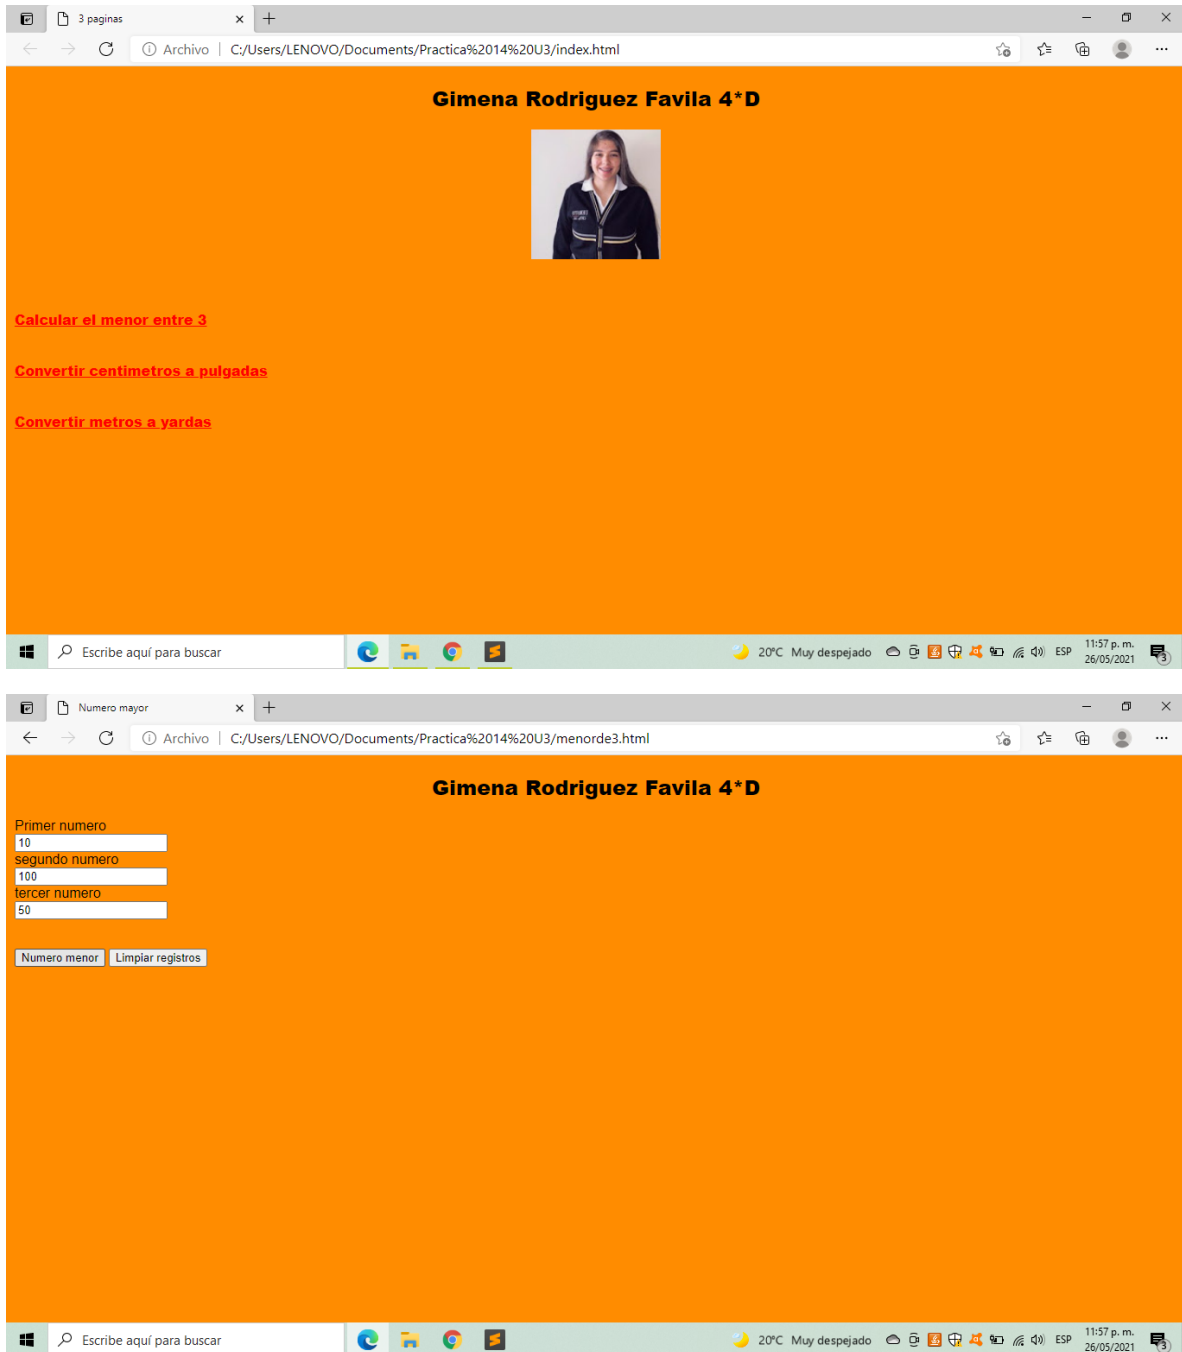 3 paginas
Archivo | C:/Users/LENOVO/Documents/Practica%2014%20U3/index.html
Gimena Rodriguez Favila 4*D
Calcular el menor entre 3
Convertir centimetros a pulgadas
Convertir metros a yardas
Escribe aquí para buscar
20°C Muy despejado
ESP
11:57 p. m.
26/05/2021
3
Numero mayor
Archivo | C:/Users/LENOVO/Documents/Practica%2014%20U3/menorde3.html
Gimena Rodriguez Favila 4*D
Primer numero
10
segundo numero
100
tercer numero
50
Numero menor Limpiar registros
Escribe aquí para buscar
20°C Muy despejado
ESP
11:57 p. m.
26/05/2021
3